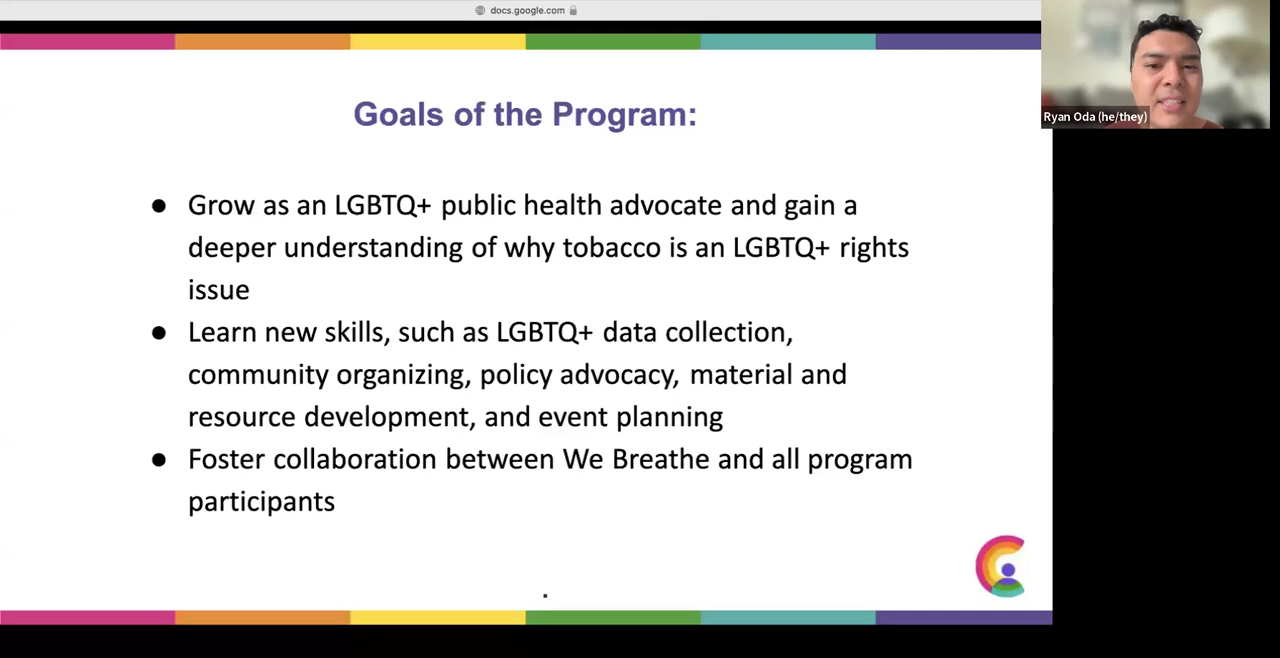 docs.google.com
Ryan Oda (he/they)
Goals of the Program:
● Grow as an LGBTQ+ public health advocate and gain a
deeper understanding of why tobacco is an LGBTQ+ rights
issue
● Learn new skills, such as LGBTQ+ data collection,
community organizing, policy advocacy, material and
resource development, and event planning
● Foster collaboration between We Breathe and all program
participants
.